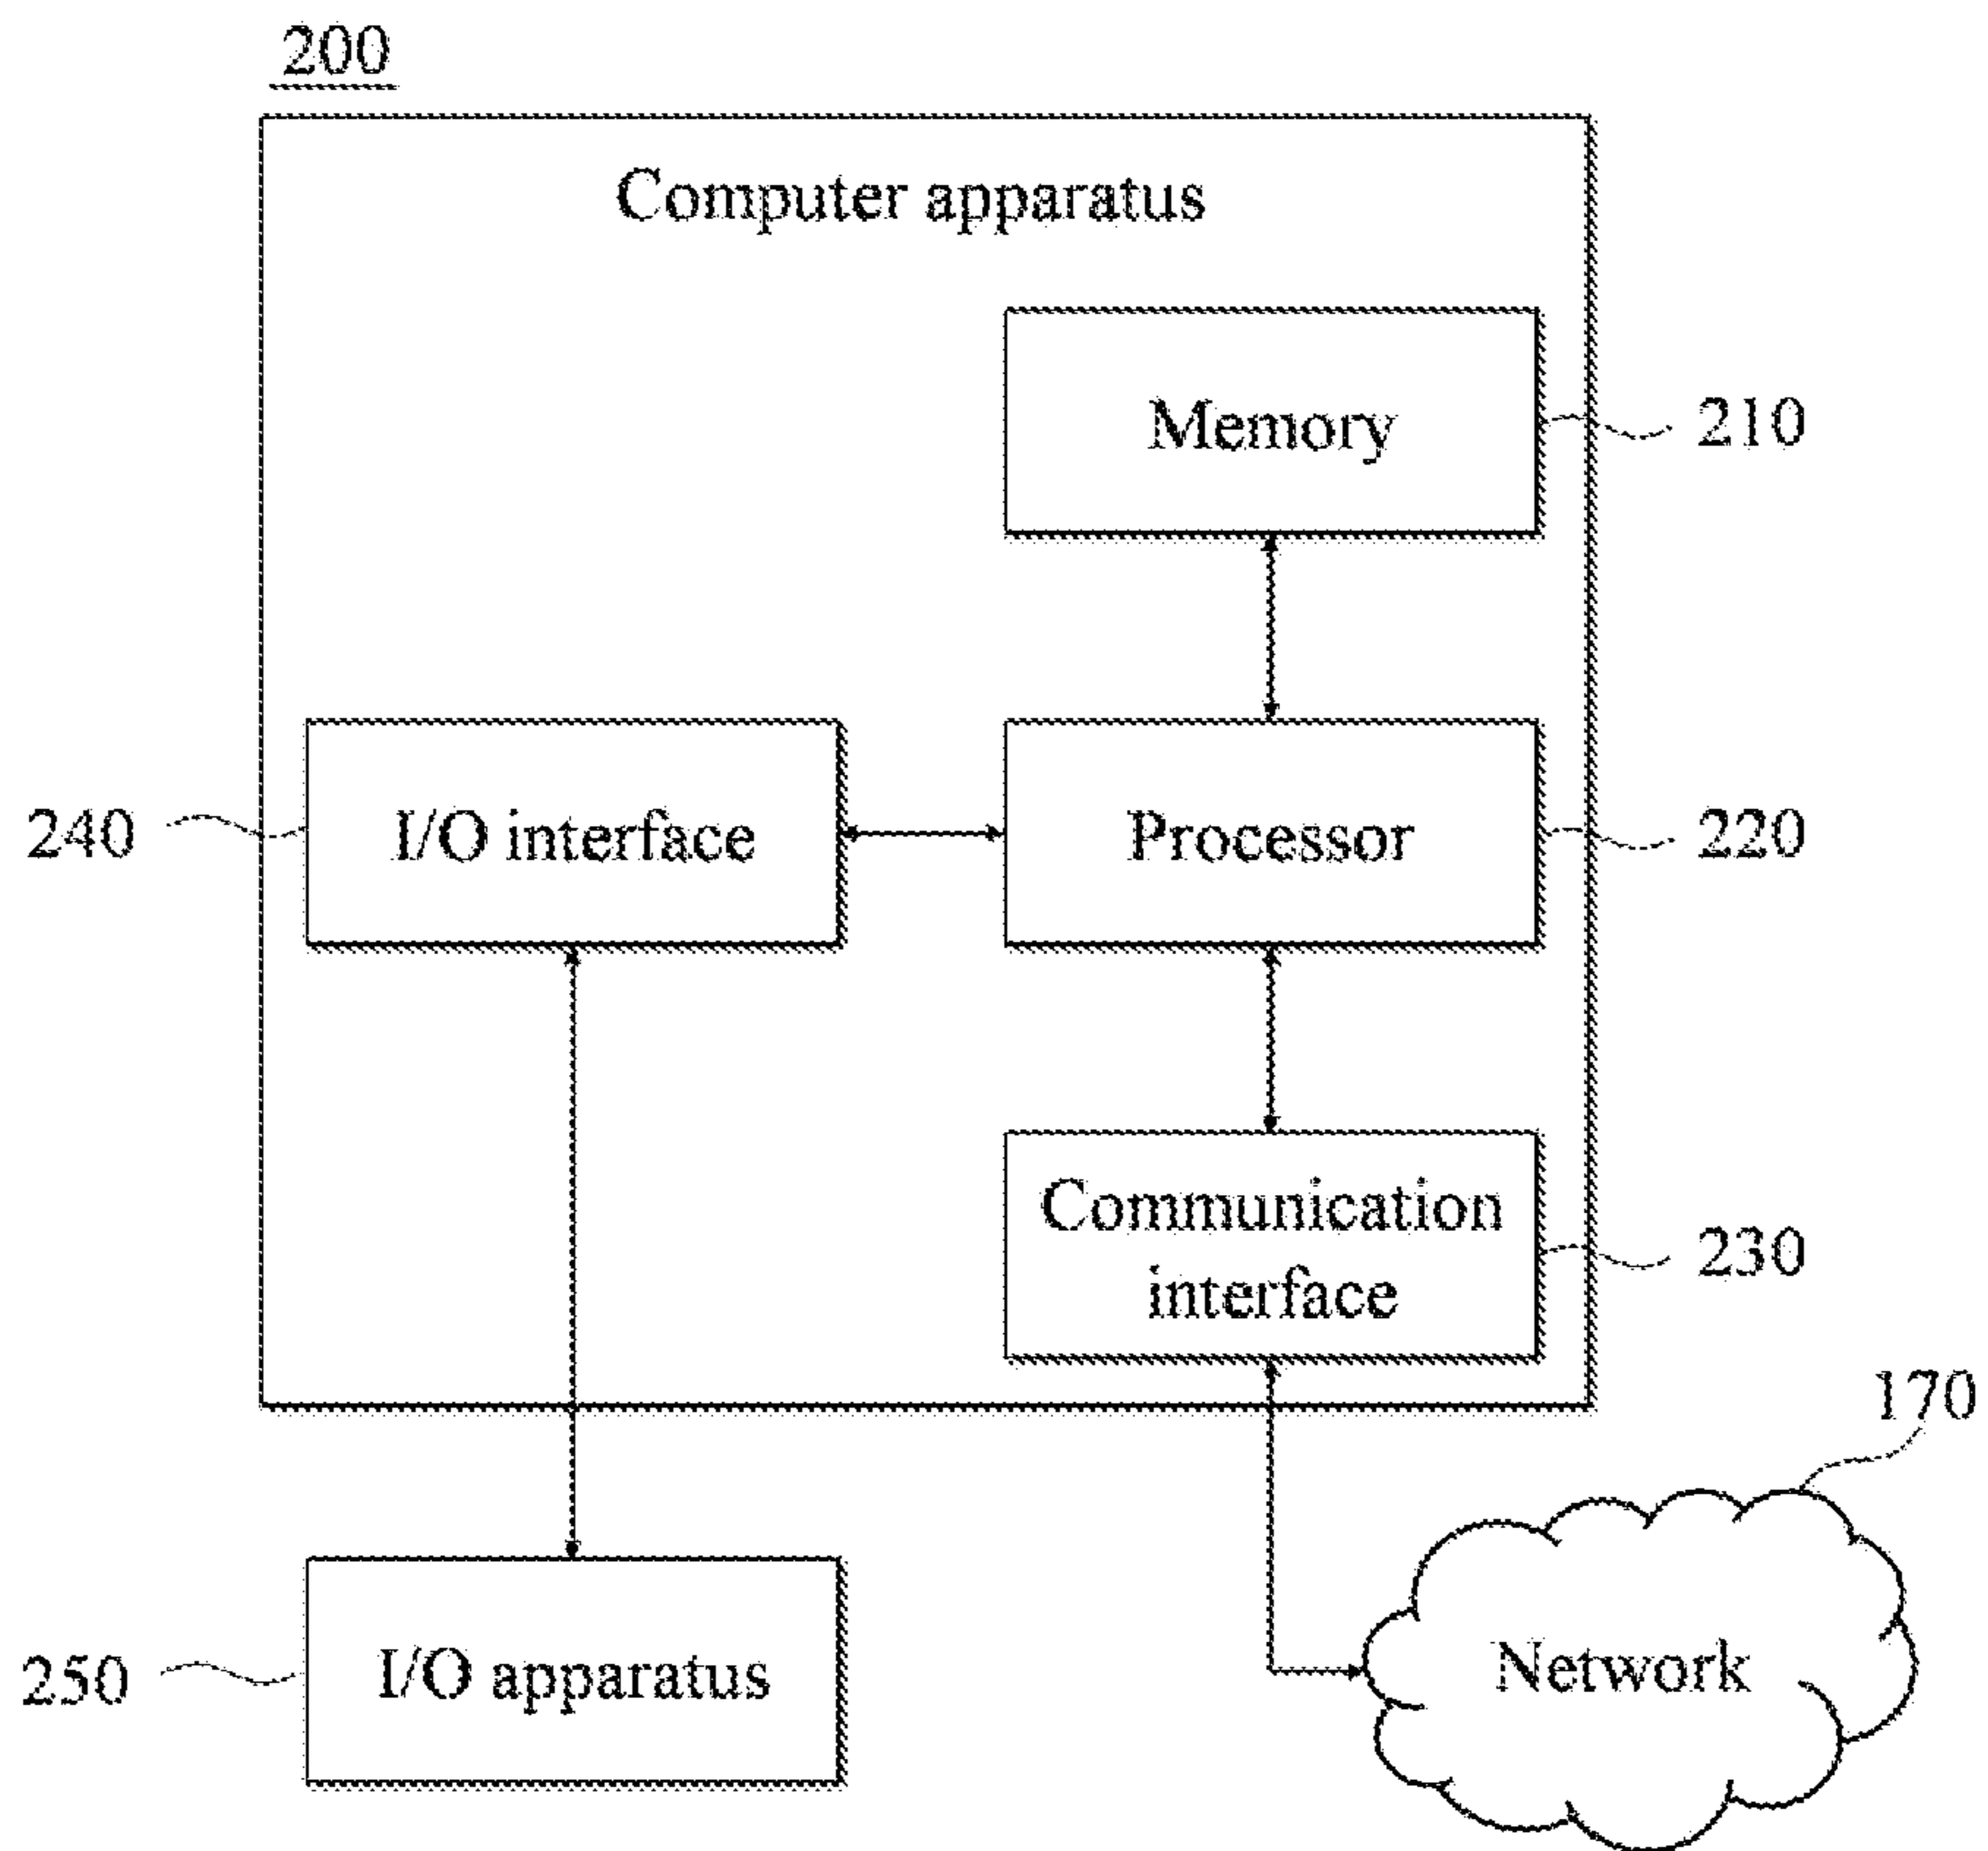 200
Computer apparatus
Memory
210
240
I/O interface
Processor
220
Communication
interface
230
170
250
I/O apparatus
Network